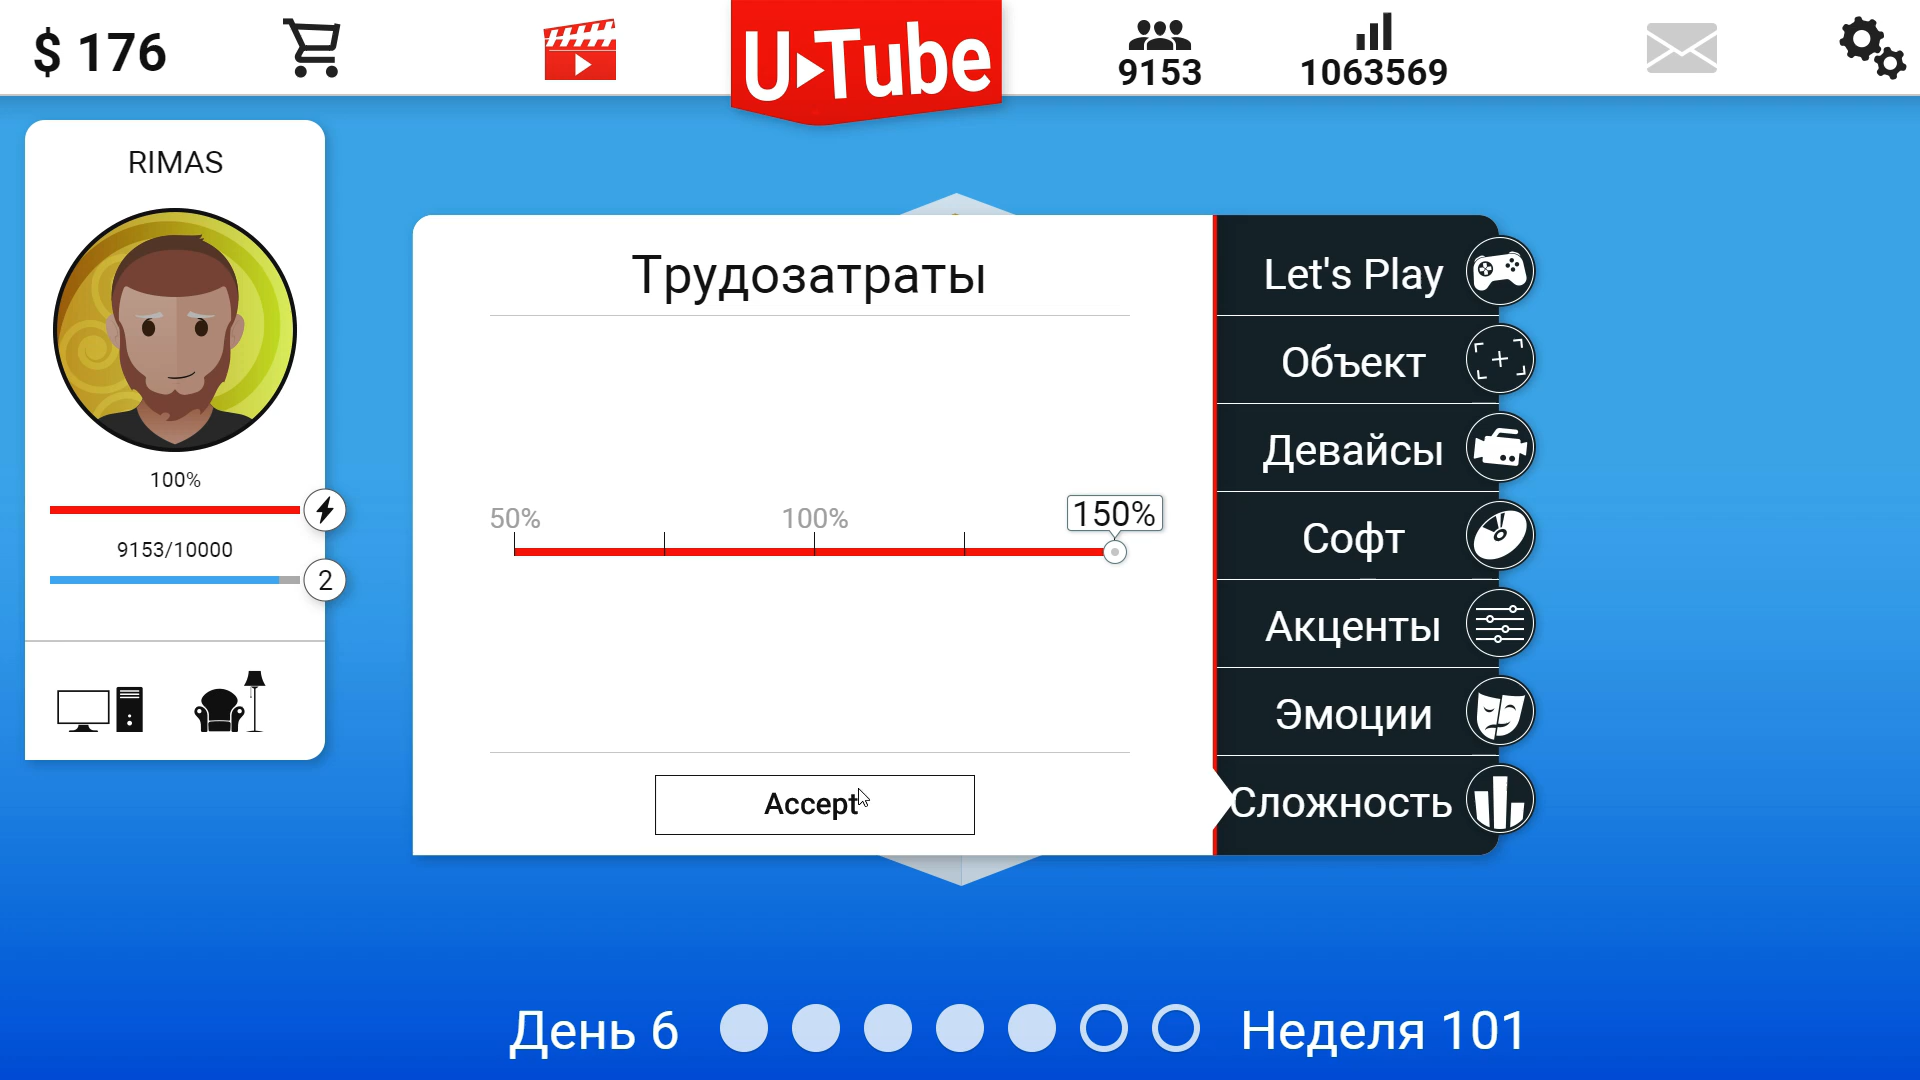 $ 176
U Tube
9153
1063569
RIMAS
100%
9153/10000
2
Трудозатраты
50%
100%
150%
Accept
Let's Play
Объект
Девайсы
Софт
Акценты
Эмоции
Сложность
День 6
Неделя 101